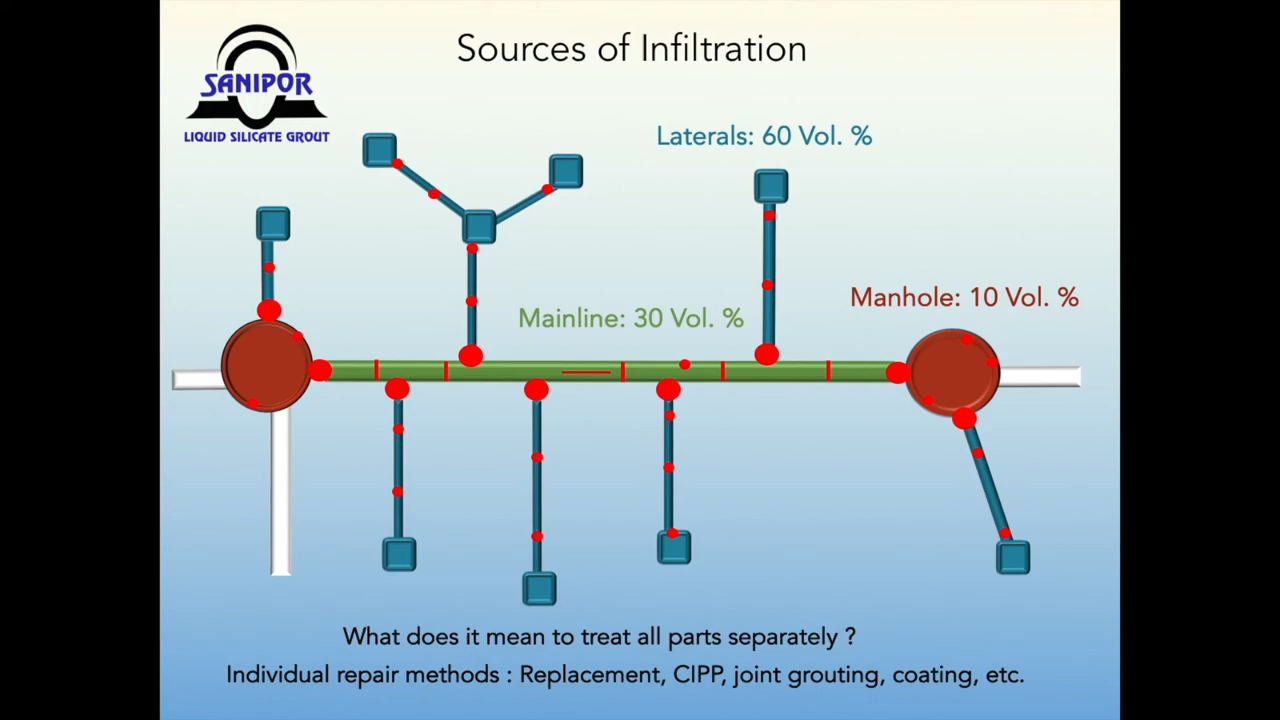 Sources of Infiltration
SANIPOR
LIQUID SILICATE GROUT
Laterals: 60 Vol. %
Manhole: 10 Vol. %
Mainline: 30 Vol. %
What does it mean to treat all parts separately ?
Individual repair methods : Replacement, CIPP, joint grouting, coating, etc.